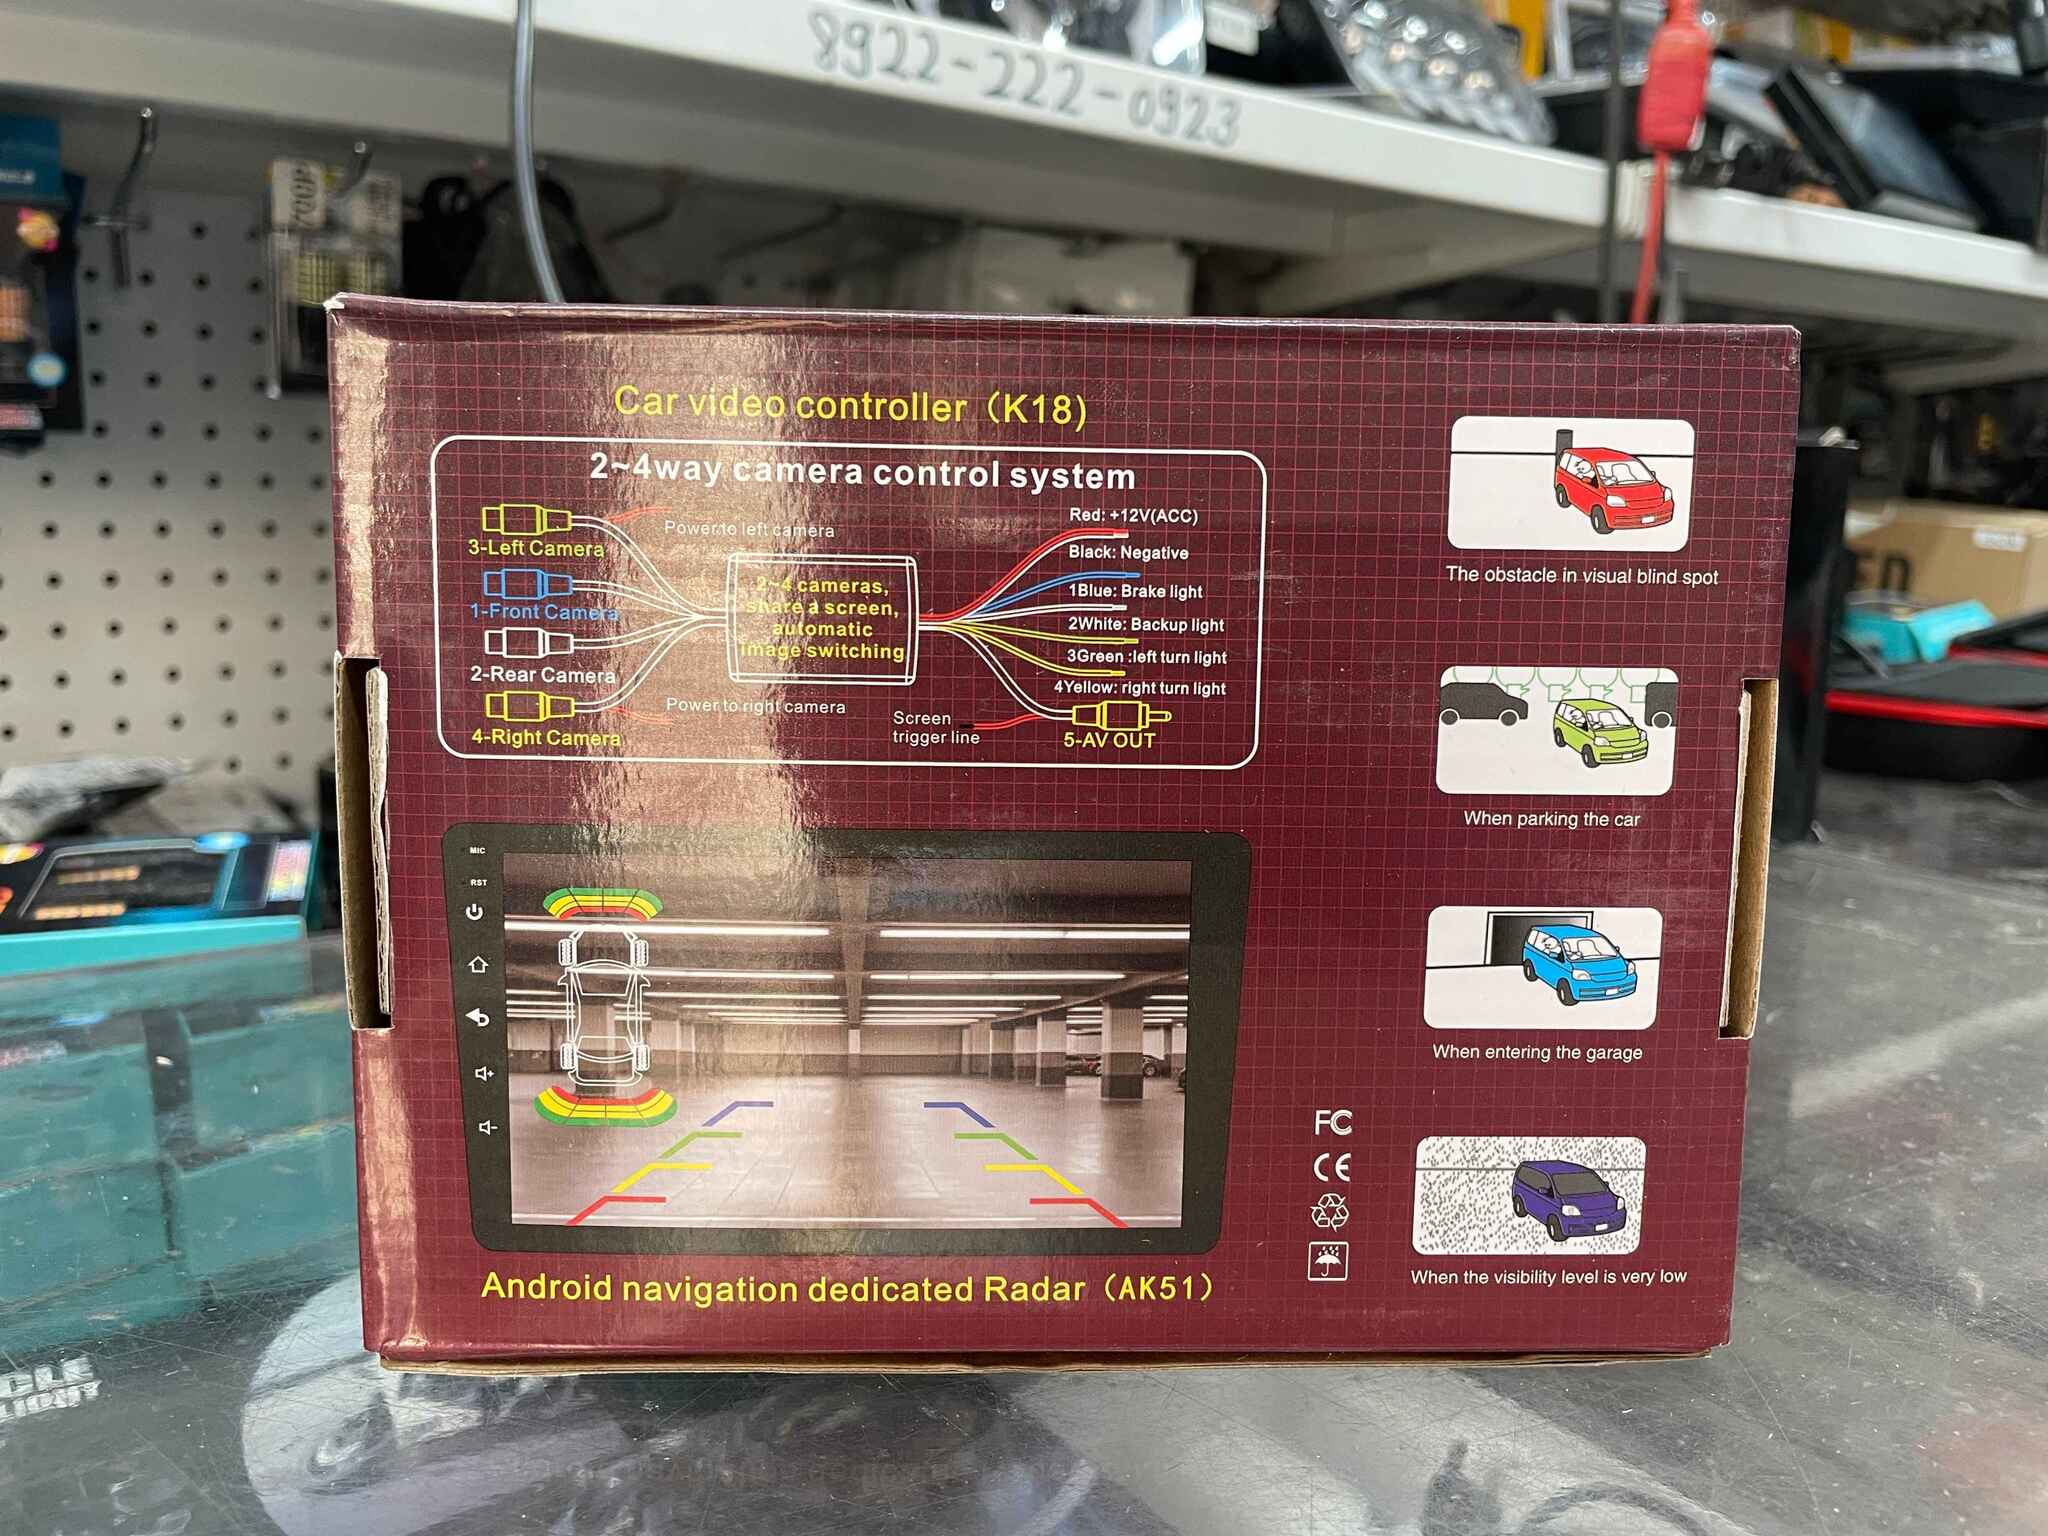 8922-222-0923
700P
Car video controller（K18)
2~4way camera control system
Power to left camera
3-Left Camera
1-Front Camera
2-Rear Camera
Power to right camera
4-Right Camera
2~4 cameras,
share a screen,
automatic
image switching
Red: +12V(ACC)
Black: Negative
1Blue: Brake light
2White: Backup light
3Green :left turn light
4Yellow: right turn light
Screen
trigger line
5-AV OUT
The obstacle in visual blind spot
When parking the car
When entering the garage
When the visibility level is very low
MIC
RST
FC
CE
Android navigation dedicated Radar（AK51）